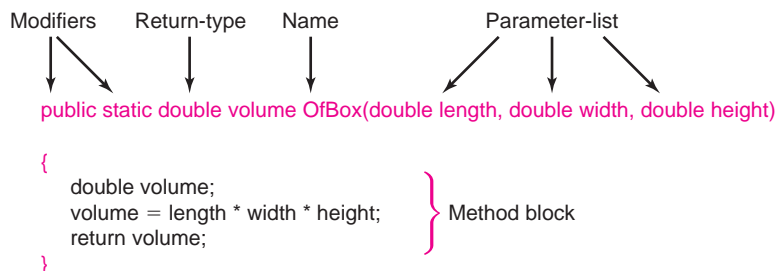 Modifiers Return-type Name Parameter-list
public static double volume OfBox(double length, double width, double height)
{
double volume;
volume = length * width * height;
return volume;
Method block
}